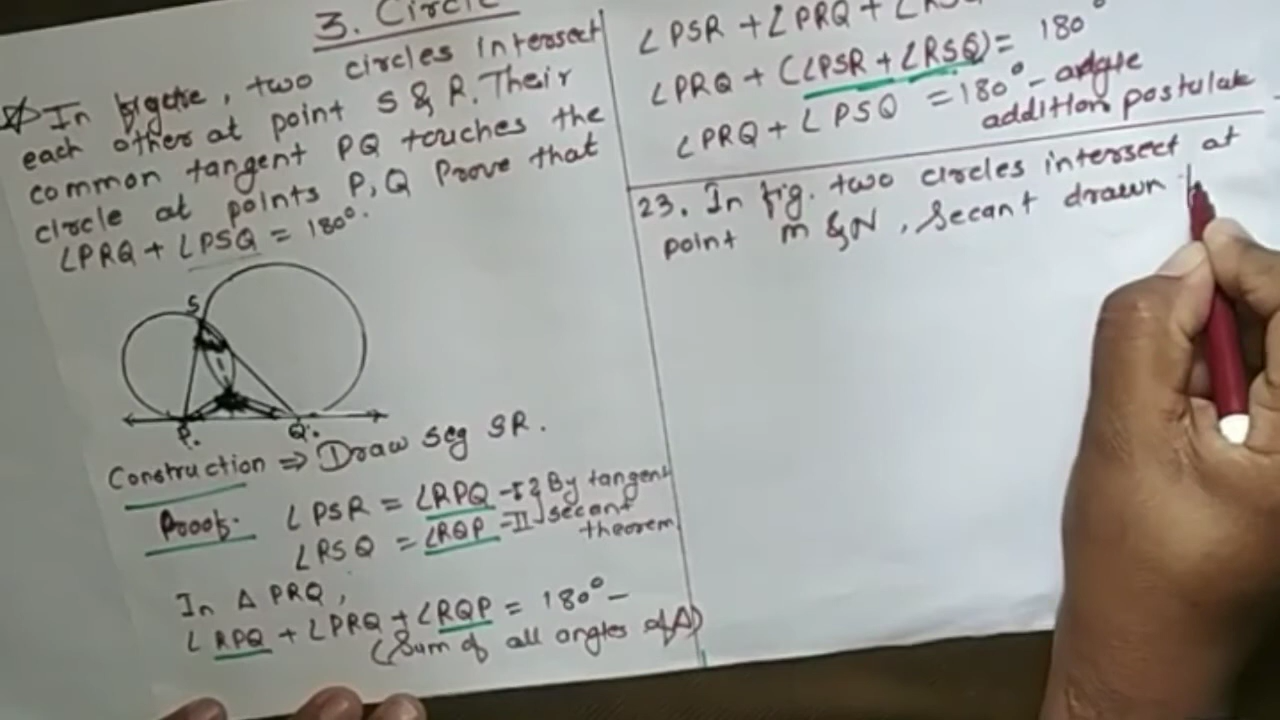 3. Circle
In figure, two circles intersect
each other at point S & R. Their
common tangent PQ touches the
circle at points P, Q Prove that
∠PRQ + ∠PSQ = 180°.
S
P. Q.
Construction ⇒ Draw seg SR.
Proof:- ∠PSR = ∠RPQ - I } By tangent
∠RSQ = ∠RQP - II } secant
theorem
In Δ PRQ,
∠RPQ + ∠PRQ + ∠RQP = 180° -
(Sum of all angles of Δ)
∠PSR + ∠PRQ + ∠
∠PRQ + (∠PSR + ∠RSQ) = 180°
∠PRQ + ∠PSQ = 180° - angle
addition postulate
23. In fig. two circles intersect at
point M & N, Secant drawn